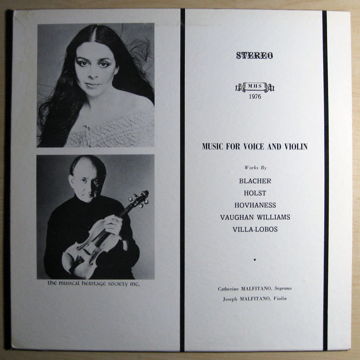 STEREO
MHS
1976
MUSIC FOR VOICE AND VIOLIN
Works By
BLACHER
HOLST
HOVHANESS
VAUGHAN WILLIAMS
VILLA-LOBOS
Catherine MALFITANO, Soprano
Joseph MALFITANO, Violin
the musical heritage society inc.